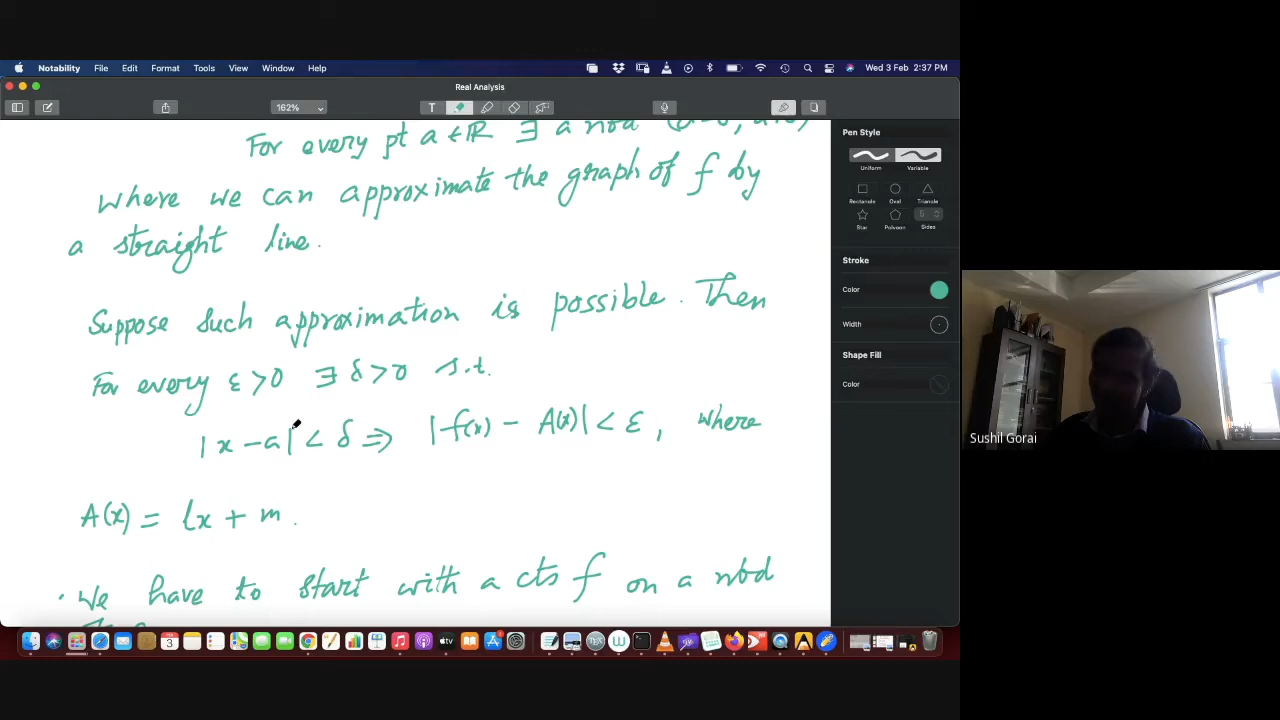 Notability File Edit Format Tools View Window Help Wed 3 Feb 2:37 PM
Real Analysis
162%
For every pt a ∈ ℝ ∃ a nbd
where we can approximate the graph of f by
a straight line.
Suppose such approximation is possible. Then
For every ε > 0 ∃ δ > 0 s.t.
|x - a| < δ ⇒ |f(x) - A(x)| < ε, where
A(x) = lx + m.
· We have to start with a cts f on a nbd
Pen Style
Uniform Variable
Rectangle Oval Triangle
5
Star Polygon Sides
Stroke
Color
Width
Shape Fill
Color
Sushil Gorai